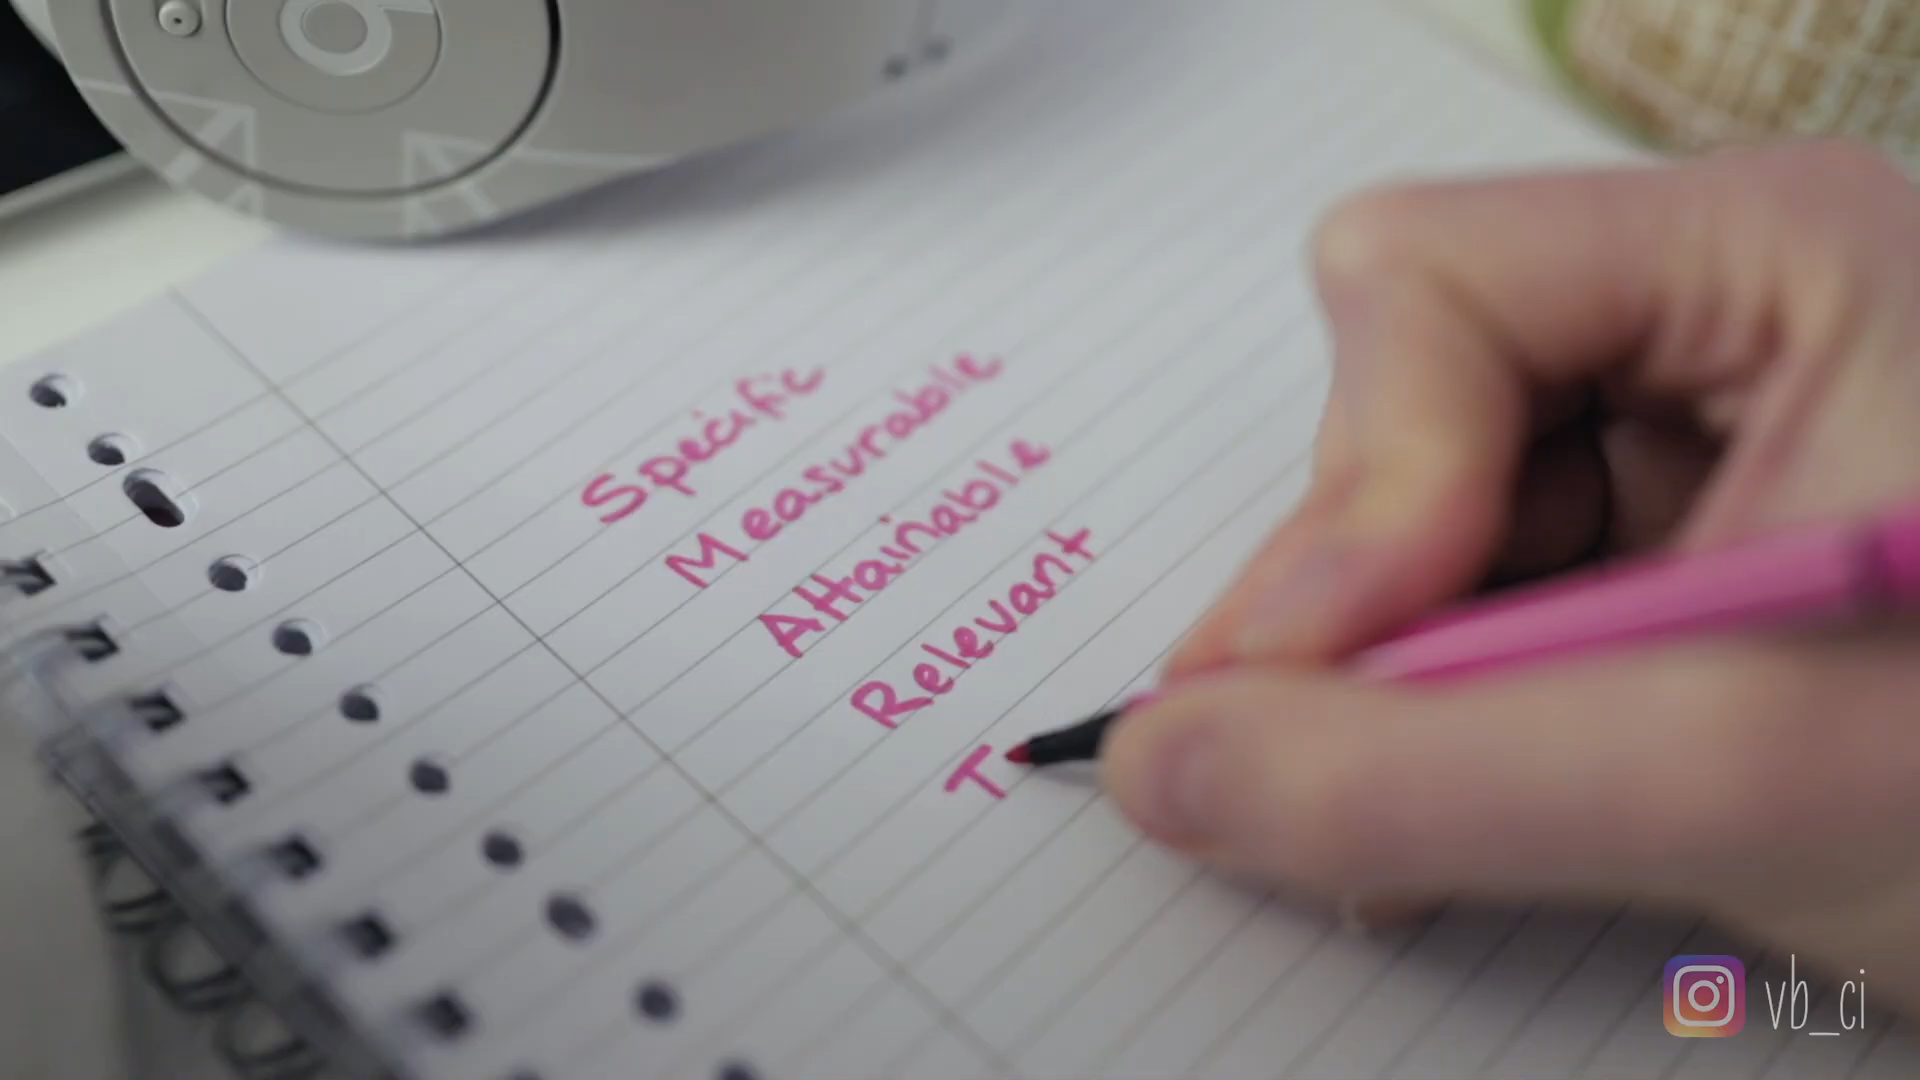 Specific
Measurable
Attainable
Relevant
T
vb_ci